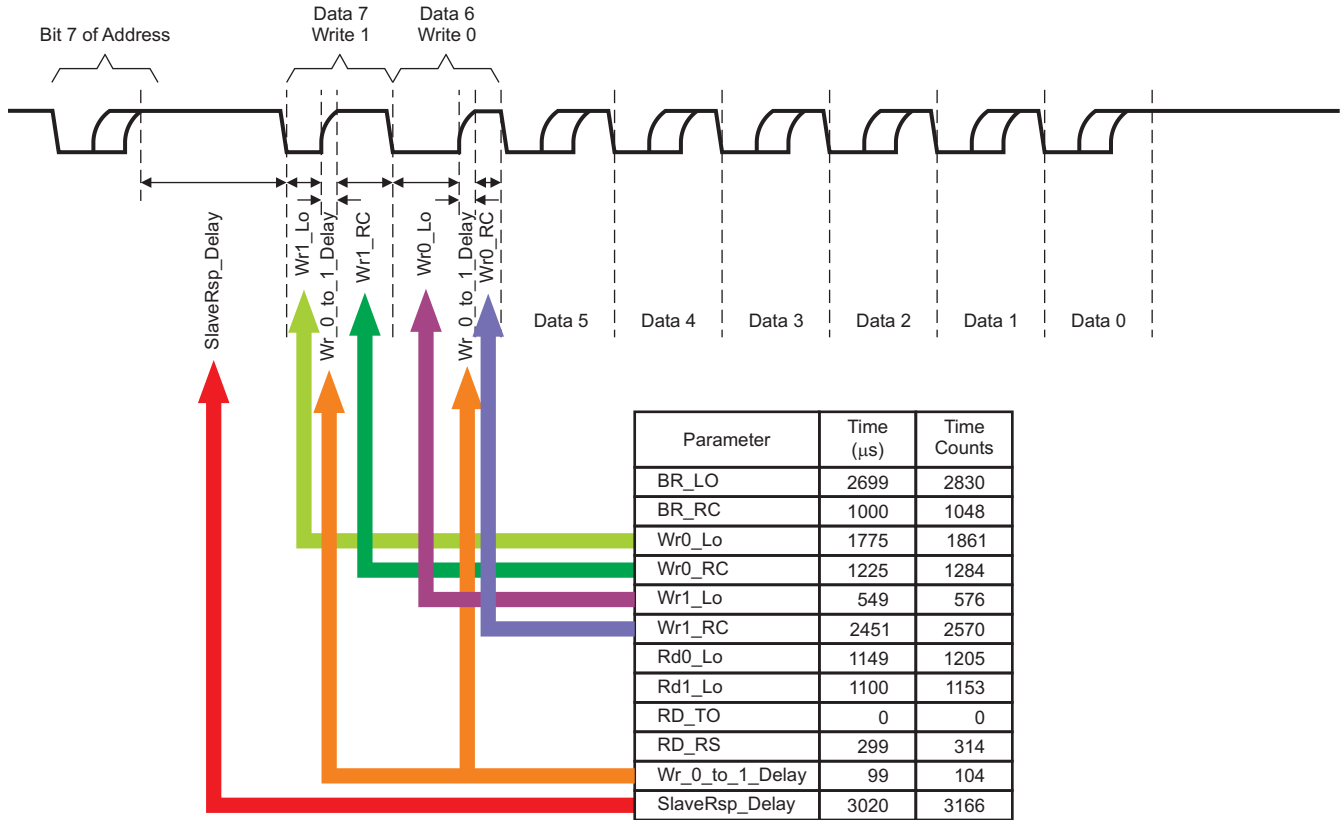 Data 7
Write 1
Data 6
Write 0
Bit 7 of Address
SlaveRsp_Delay
Wr1_Lo
Wr_0_to_1_Delay
Wr1_RC
Wr0_Lo
Wr_0_to_1_Delay
Wr0_RC
Data 5
Data 4
Data 3
Data 2
Data 1
Data 0
Parameter Time (μs) Time Counts
BR_LO 2699 2830
BR_RC 1000 1048
Wr0_Lo 1775 1861
Wr0_RC 1225 1284
Wr1_Lo 549 576
Wr1_RC 2451 2570
Rd0_Lo 1149 1205
Rd1_Lo 1100 1153
RD_TO 0 0
RD_RS 299 314
Wr_0_to_1_Delay 99 104
SlaveRsp_Delay 3020 3166